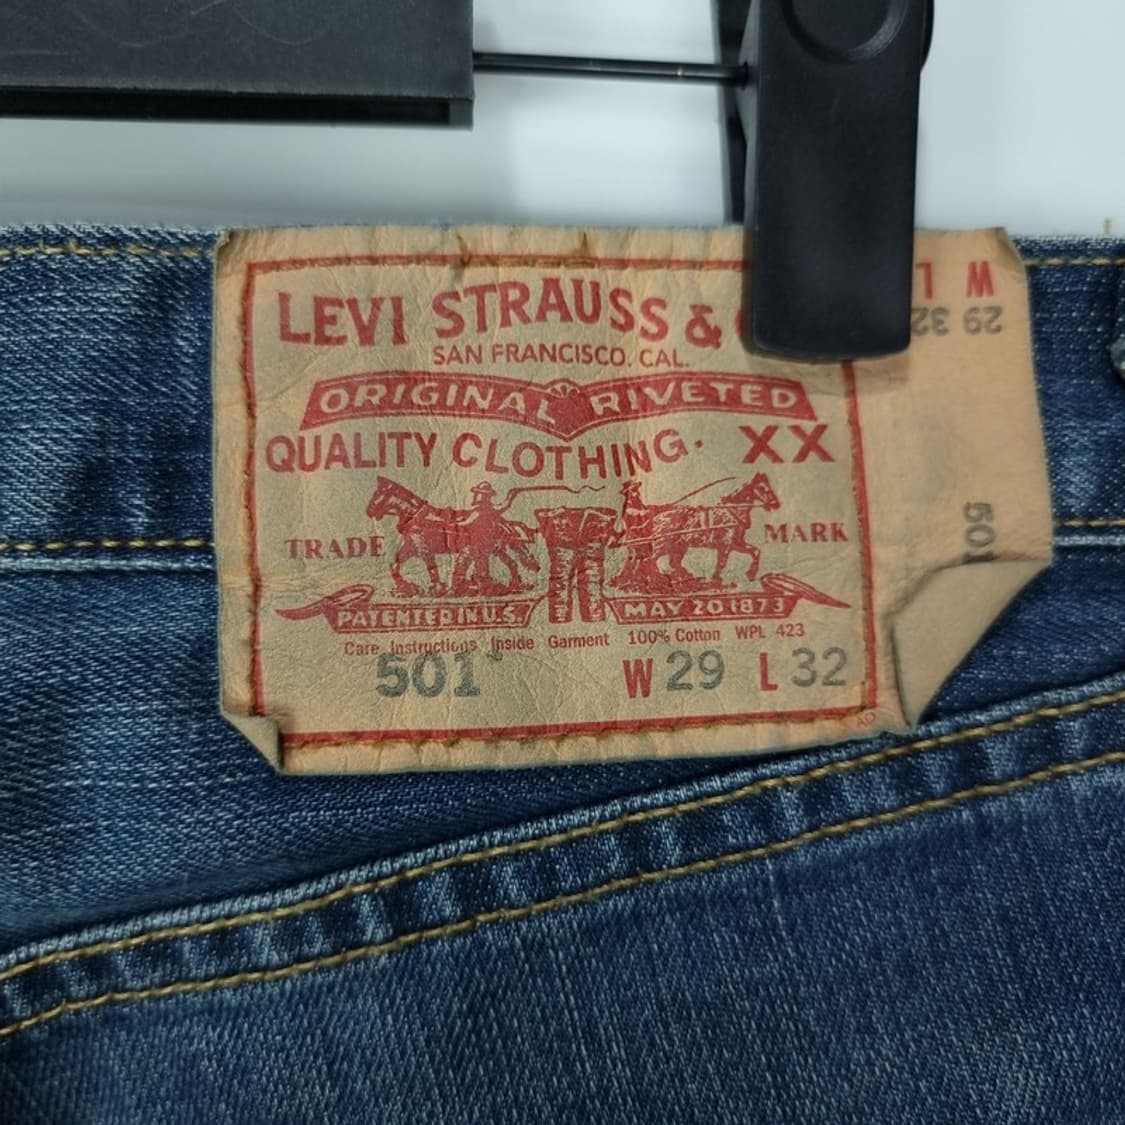 LEVI STRAUSS &
SAN FRANCISCO, CAL.
ORIGINAL RIVETED
QUALITY CLOTHING. XX
TRADE MARK
PATENTED IN U.S. MAY 20 1873
Care Instructions Inside Garment 100% Cotton WPL 423
501 W 29 L 32
W L
29 32
501